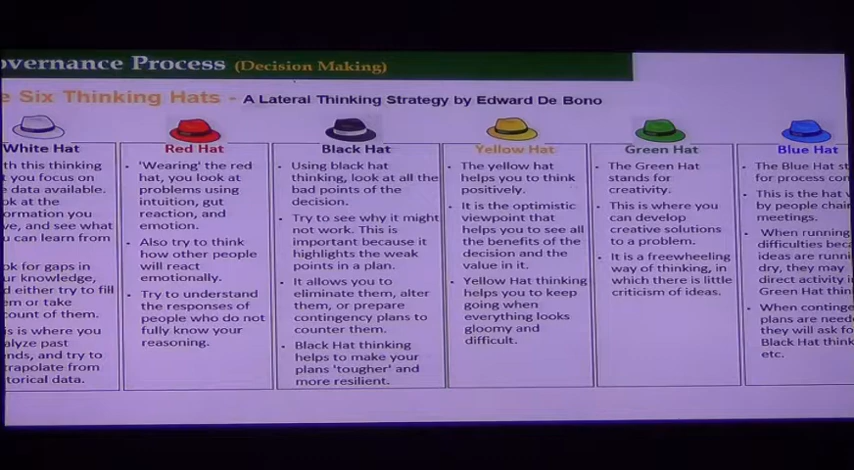 overnance Process (Decision Making)
e Six Thinking Hats - A Lateral Thinking Strategy by Edward De Bono
White Hat
th this thinking
t you focus on
e data available.
ok at the
ormation you
ve, and see what
u can learn from
ok for gaps in
ur knowledge,
d either try to fill
em or take
count of them.
is is where you
alyze past
nds, and try to
trapolate from
torical data.
Red Hat
• 'Wearing' the red
hat, you look at
problems using
intuition, gut
reaction, and
emotion.
• Also try to think
how other people
will react
emotionally.
• Try to understand
the responses of
people who do not
fully know your
reasoning.
Black Hat
• Using black hat
thinking, look at all the
bad points of the
decision.
• Try to see why it might
not work. This is
important because it
highlights the weak
points in a plan.
• It allows you to
eliminate them, alter
them, or prepare
contingency plans to
counter them.
• Black Hat thinking
helps to make your
plans 'tougher' and
more resilient.
Yellow Hat
• The yellow hat
helps you to think
positively.
• It is the optimistic
viewpoint that
helps you to see all
the benefits of the
decision and the
value in it.
• Yellow Hat thinking
helps you to keep
going when
everything looks
gloomy and
difficult.
Green Hat
• The Green Hat
stands for
creativity.
• This is where you
can develop
creative solutions
to a problem.
• It is a freewheeling
way of thinking, in
which there is little
criticism of ideas.
Blue Hat
• The Blue Hat st
for process con
• This is the hat w
by people chair
meetings.
• When running
difficulties beca
ideas are runni
dry, they may
direct activity i
Green Hat thin
• When continge
plans are neede
they will ask fo
Black Hat think
etc.